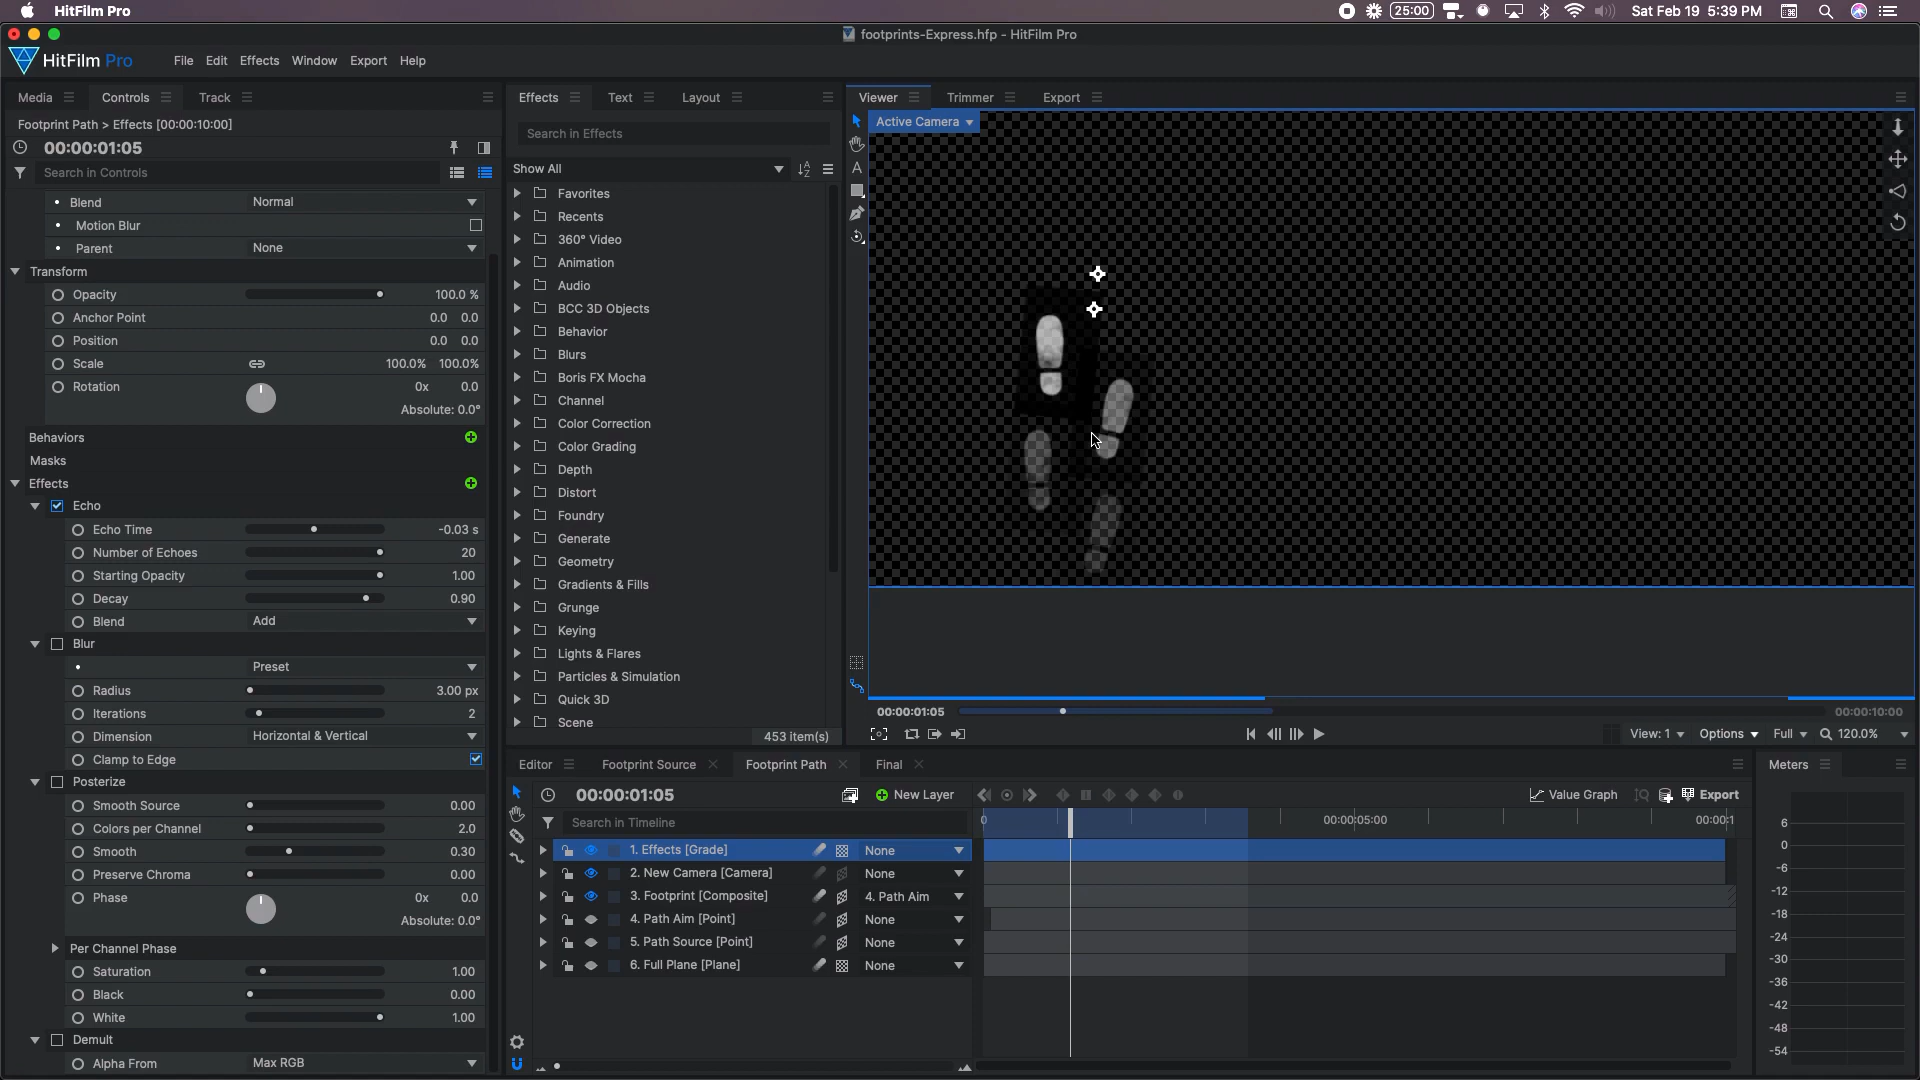 HitFilm Pro
25:00
Sat Feb 19 5:39 PM
footprints-Express.hfp - HitFilm Pro
HitFilm Pro
File Edit Effects Window Export Help
Media Controls Track
Footprint Path > Effects [00:00:10:00]
00:00:01:05
Search in Controls
Blend Normal
Motion Blur
Parent None
Transform
Opacity 100.0 %
Anchor Point 0.0 0.0
Position 0.0 0.0
Scale 100.0% 100.0%
Rotation 0x 0.0
Absolute: 0.0°
Behaviors
Masks
Effects
Echo
Echo Time -0.03 s
Number of Echoes 20
Starting Opacity 1.00
Decay 0.90
Blend Add
Blur
Preset
Radius 3.00 px
Iterations 2
Dimension Horizontal & Vertical
Clamp to Edge
Posterize
Smooth Source 0.00
Colors per Channel 2.0
Smooth 0.30
Preserve Chroma 0.00
Phase 0x 0.0
Absolute: 0.0°
Per Channel Phase
Saturation 1.00
Black 0.00
White 1.00
Demult
Alpha From Max RGB
Effects Text Layout
Search in Effects
Show All
Favorites
Recents
360° Video
Animation
Audio
BCC 3D Objects
Behavior
Blurs
Boris FX Mocha
Channel
Color Correction
Color Grading
Depth
Distort
Foundry
Generate
Geometry
Gradients & Fills
Grunge
Keying
Lights & Flares
Particles & Simulation
Quick 3D
Scene
453 item(s)
Viewer Trimmer Export
Active Camera
00:00:01:05 00:00:10:00
View: 1 Options Full 120.0%
Editor Footprint Source Footprint Path Final
00:00:01:05 New Layer Value Graph Export
Search in Timeline
0 00:00:05:00 00:00:1
1. Effects [Grade] None
2. New Camera [Camera] None
3. Footprint [Composite] 4. Path Aim
4. Path Aim [Point] None
5. Path Source [Point] None
6. Full Plane [Plane] None
Meters
6
0
-6
-12
-18
-24
-30
-36
-42
-48
-54